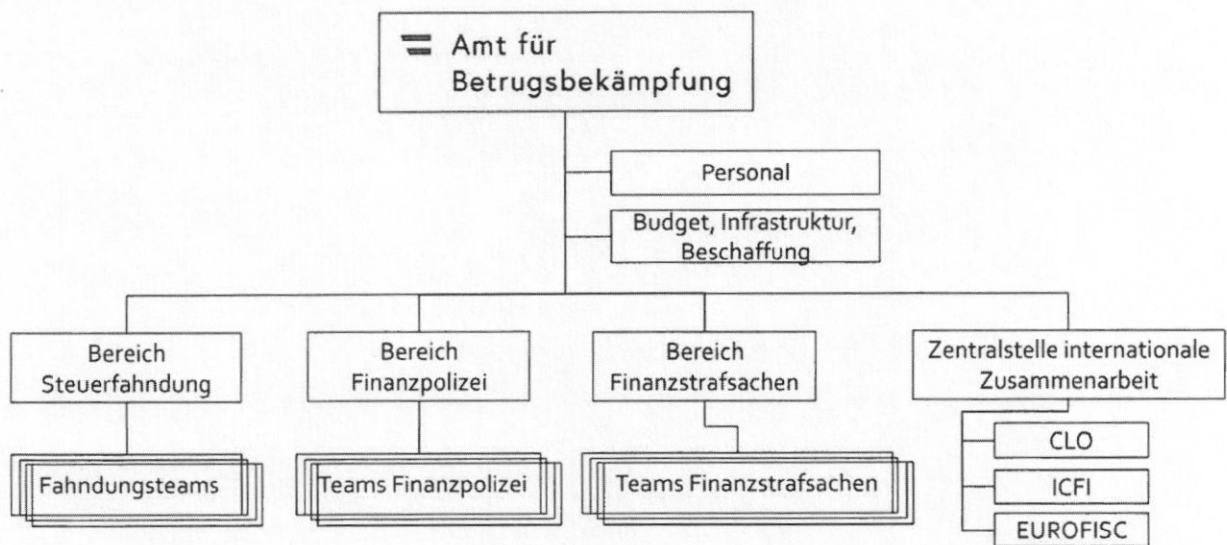 Amt für
Betrugsbekämpfung
Personal
Budget, Infrastruktur,
Beschaffung
Bereich
Steuerfahndung
Bereich
Finanzpolizei
Bereich
Finanzstrafsachen
Zentralstelle internationale
Zusammenarbeit
Fahndungsteams
Teams Finanzpolizei
Teams Finanzstrafsachen
CLO
ICFI
EUROFISC